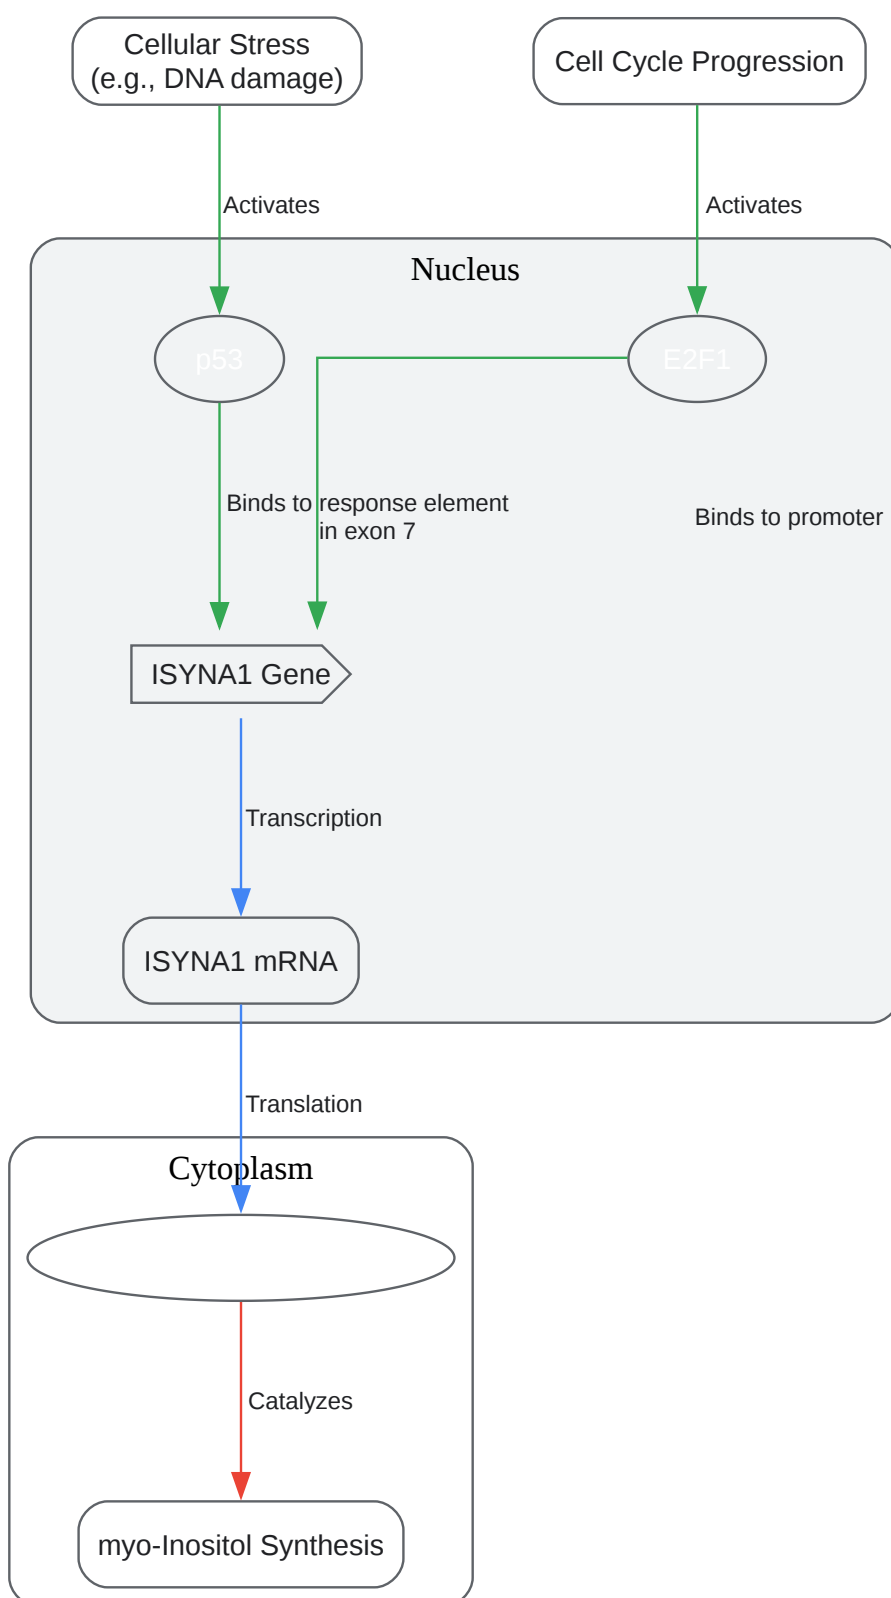 Cellular Stress
(e.g., DNA damage)
Cell Cycle Progression
Activates
Activates
Nucleus
p53
E2F1
Binds to response element
in exon 7
Binds to promoter
ISYNA1 Gene
Transcription
ISYNA1 mRNA
Translation
Cytoplasm
Catalyzes
myo-Inositol Synthesis